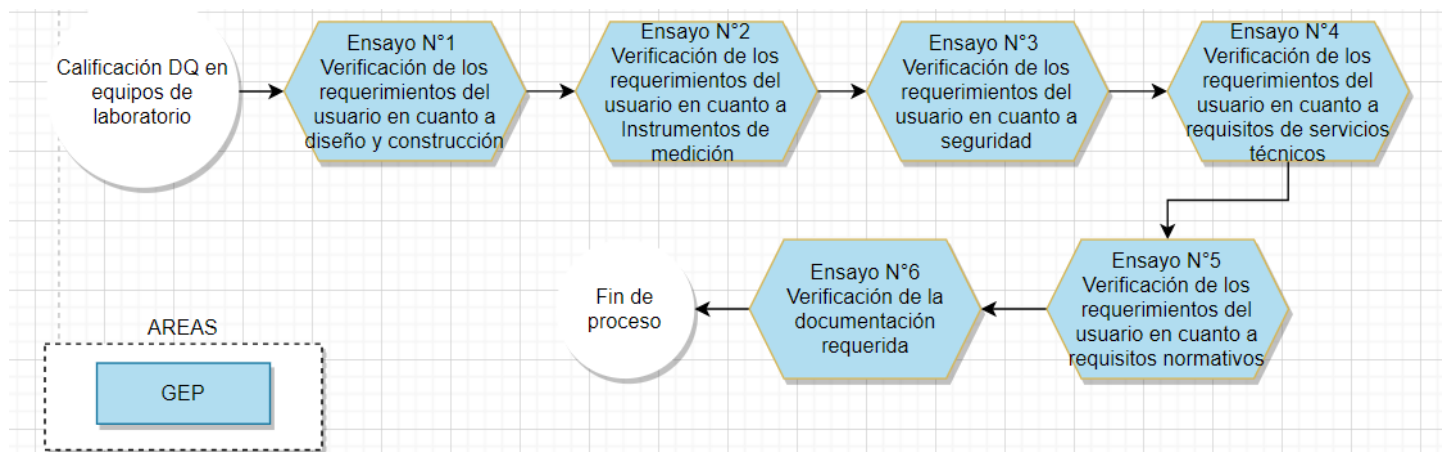 Calificación DQ en
equipos de
laboratorio
Ensayo N°1
Verificación de los
requerimientos del
usuario en cuanto a
diseño y construcción
Ensayo N°2
Verificación de los
requerimientos del
usuario en cuanto a
Instrumentos de
medición
Ensayo N°3
Verificación de los
requerimientos del
usuario en cuanto a
seguridad
Ensayo N°4
Verificación de los
requerimientos del
usuario en cuanto a
requisitos de servicios
técnicos
Ensayo N°5
Verificación de los
requerimientos del
usuario en cuanto a
requisitos normativos
Ensayo N°6
Verificación de la
documentación
requerida
Fin de
proceso
AREAS
GEP